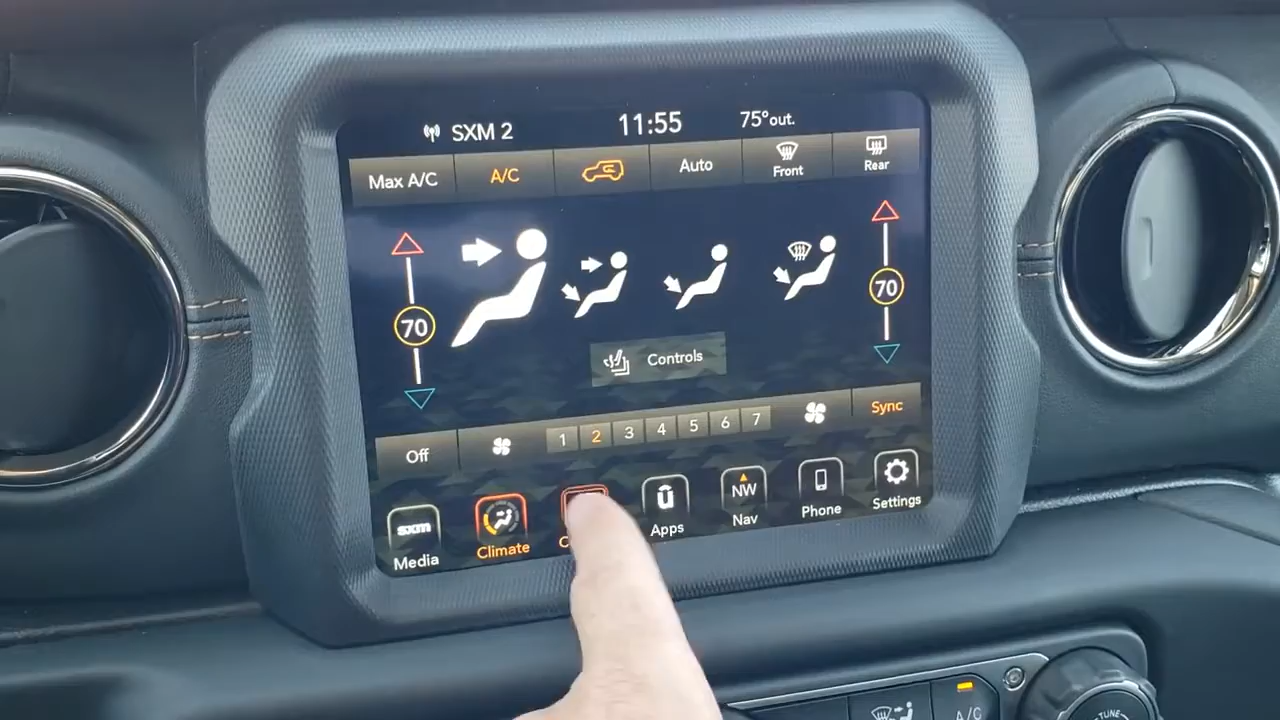 SXM 2 11:55 75°out.
Max A/C A/C Auto Front Rear
70 70
Controls
Off 1 2 3 4 5 6 7 Sync
sxm ū NW
Media Climate Apps Nav Phone Settings
A/C TUNE